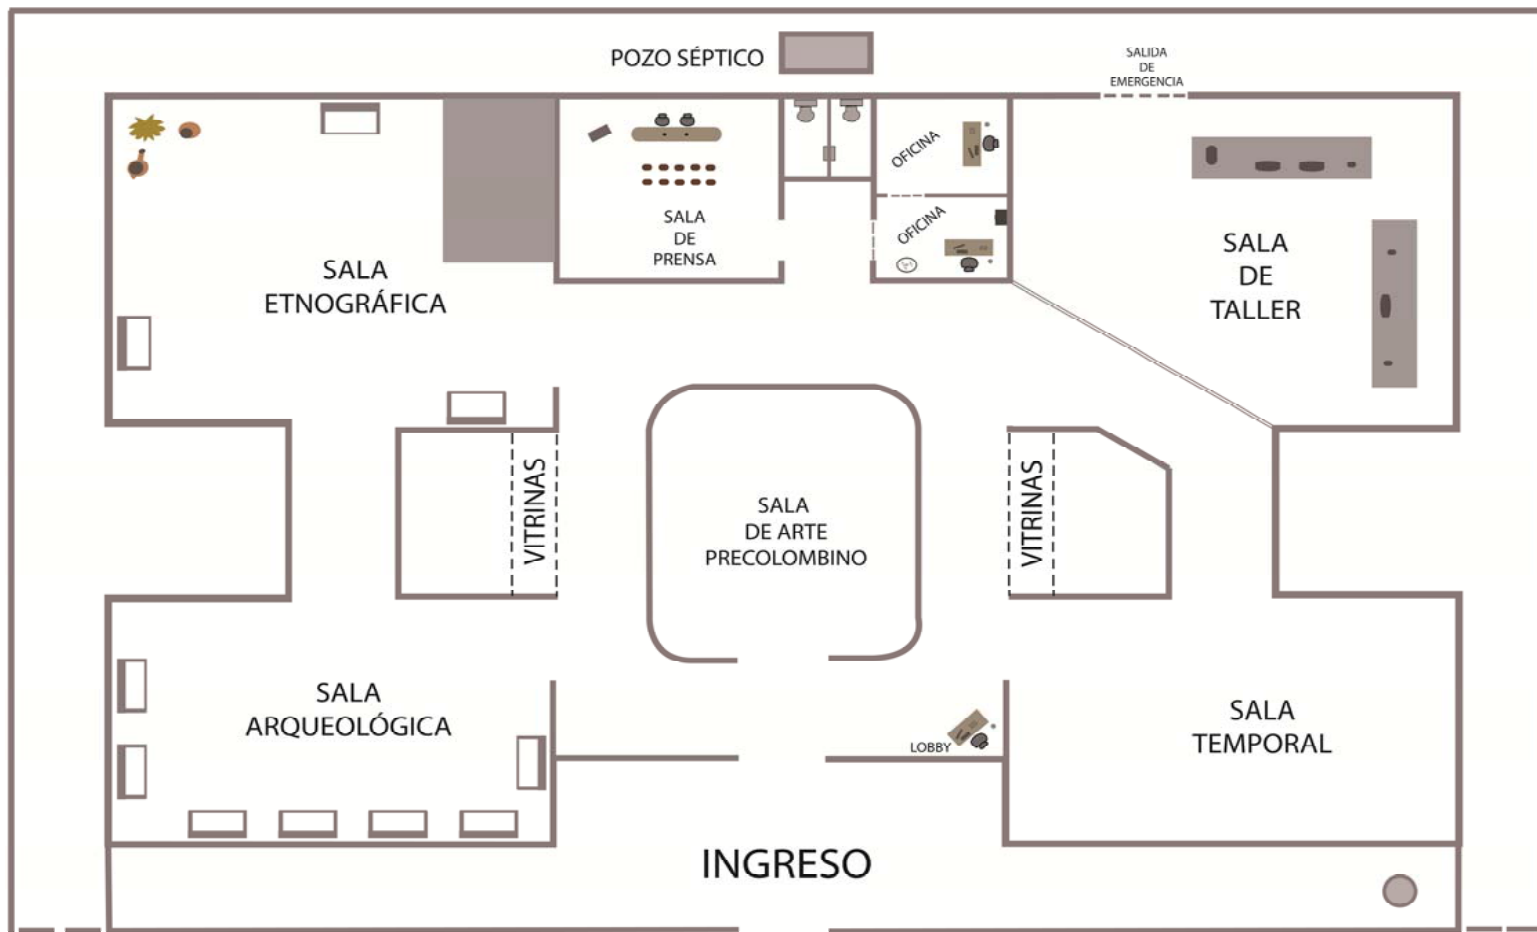 POZO SÉPTICO
SALIDA
DE
EMERGENCIA
OFICINA
SALA
DE
PRENSA
OFICINA
SALA
ETNOGRÁFICA
SALA
DE
TALLER
VITRINAS
SALA
DE ARTE
PRECOLOMBINO
VITRINAS
SALA
ARQUEOLÓGICA
LOBBY
SALA
TEMPORAL
INGRESO